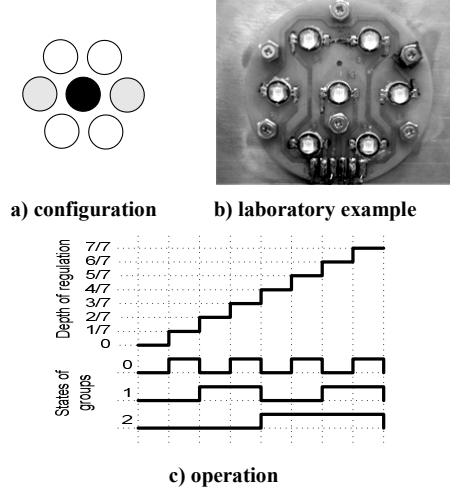 a) configuration
b) laboratory example
Depth of regulation
7/7
6/7
5/7
4/7
3/7
2/7
1/7
0
States of
groups
0
1
2
c) operation